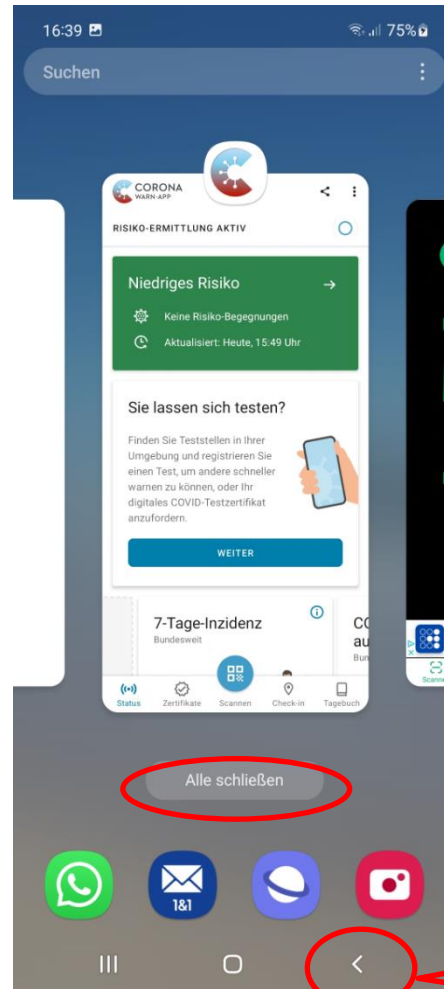 16:39 75%
Suchen
CORONA
WARN-APP
RISIKO-ERMITTLUNG AKTIV
Niedriges Risiko
Keine Risiko-Begegnungen
Aktualisiert: Heute, 15:49 Uhr
Sie lassen sich testen?
Finden Sie Teststellen in Ihrer
Umgebung und registrieren Sie
einen Test, um andere schneller
warnen zu können, oder Ihr
digitales COVID-Testzertifikat
anzufordern.
WEITER
7-Tage-Inzidenz
Bundesweit
Status Zertifikate Scannen Check-in Tagebuch
Alle schließen
1&1